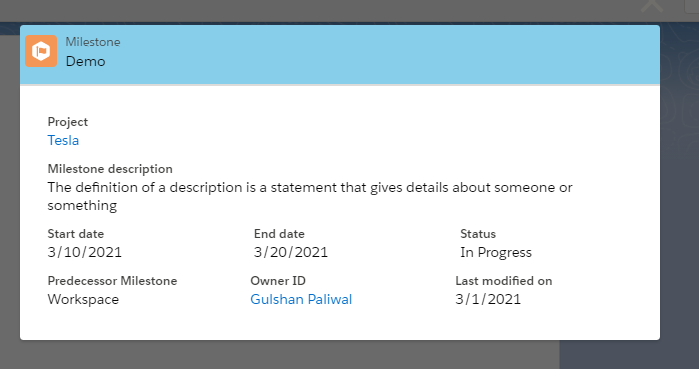 Milestone
Demo
Project
Tesla
Milestone description
The definition of a description is a statement that gives details about someone or
something
Start date End date Status
3/10/2021 3/20/2021 In Progress
Predecessor Milestone Owner ID Last modified on
Workspace Gulshan Paliwal 3/1/2021